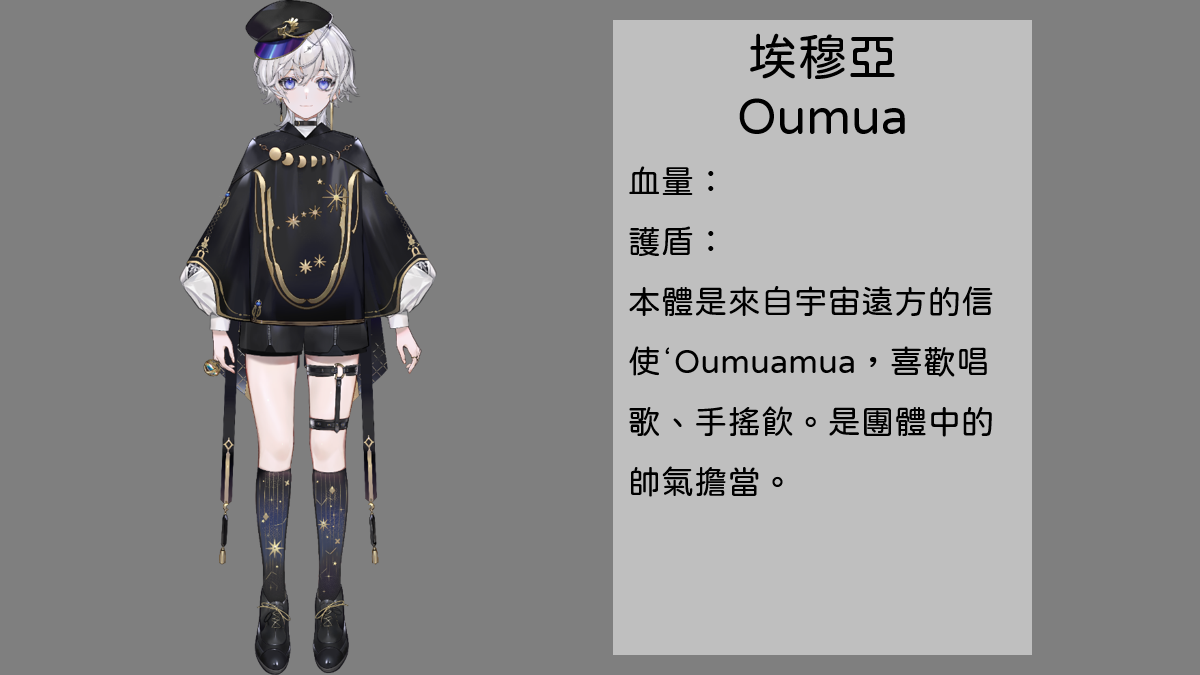 埃穆亞
Oumua
血量：
護盾：
本體是來自宇宙遠方的信
使‘Oumuamua，喜歡唱
歌、手搖飲。是團體中的
帥氣擔當。